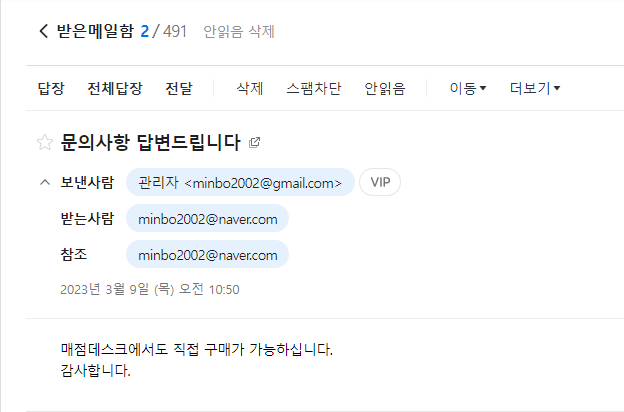 받은메일함 2 / 491 안읽음 삭제
답장 전체답장 전달 삭제 스팸차단 안읽음 이동 더보기
문의사항 답변드립니다
보낸사람 관리자 <minbo2002@gmail.com> VIP
받는사람 minbo2002@naver.com
참조 minbo2002@naver.com
2023년 3월 9일 (목) 오전 10:50
매점데스크에서도 직접 구매가 가능하십니다.
감사합니다.